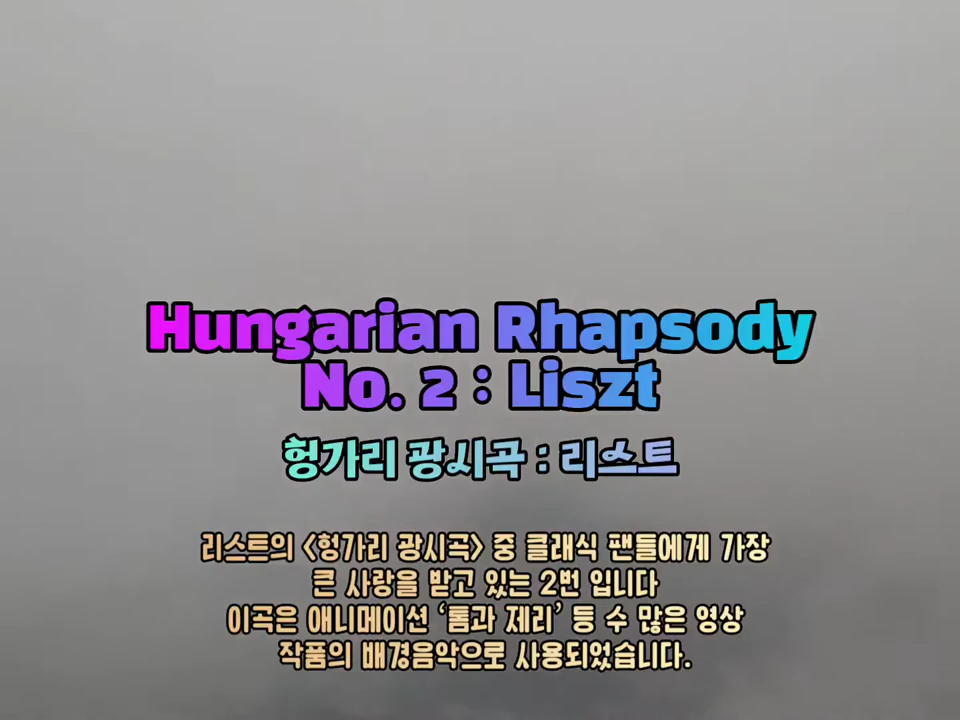 Hungarian Rhapsody
No. 2 : Liszt
헝가리 광시곡 : 리스트
리스트의 <헝가리 광시곡> 중 클래식 팬들에게 가장
큰 사랑을 받고 있는 2번 입니다
이곡은 애니메이션 ‘톰과 제리’ 등 수 많은 영상
작품의 배경음악으로 사용되었습니다.